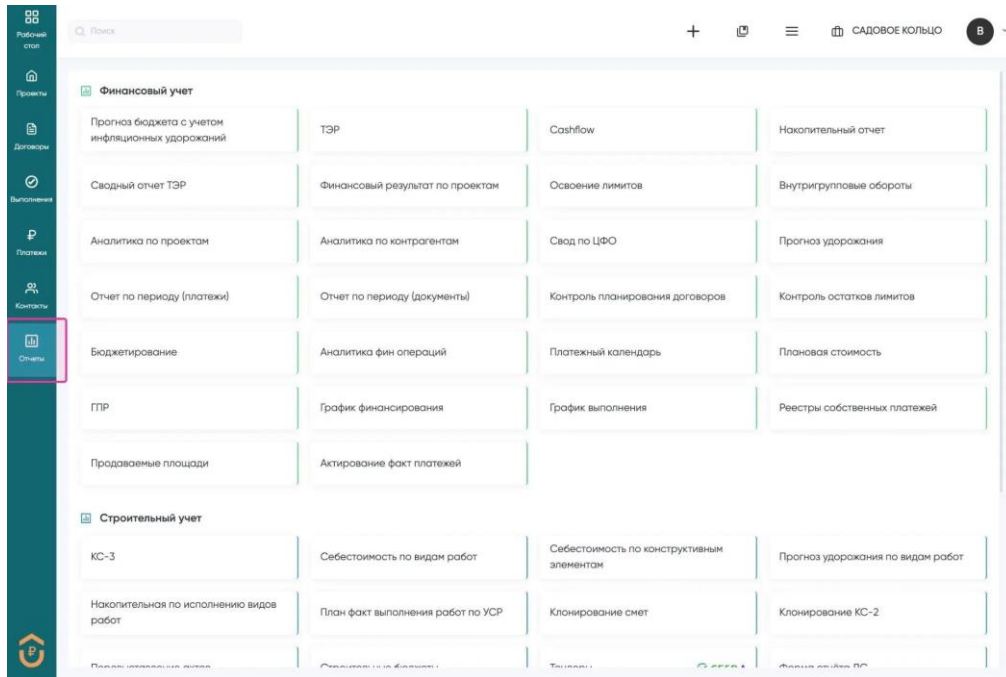 Рабочий
стол
Поиск
САДОВОЕ КОЛЬЦО
В
Проекты
Договоры
Выполнения
Платежи
Контакты
Отчеты
Финансовый учет
Прогноз бюджета с учетом
инфляционных удорожаний
ТЭР
Cashflow
Накопительный отчет
Сводный отчет ТЭР
Финансовый результат по проектам
Освоение лимитов
Внутригрупповые обороты
Аналитика по проектам
Аналитика по контрагентам
Свод по ЦФО
Прогноз удорожания
Отчет по периоду (платежи)
Отчет по периоду (документы)
Контроль планирования договоров
Контроль остатков лимитов
Бюджетирование
Аналитика фин операций
Платежный календарь
Плановая стоимость
ГПР
График финансирования
График выполнения
Реестры собственных платежей
Продаваемые площади
Актирование факт платежей
Строительный учет
КС-3
Себестоимость по видам работ
Себестоимость по конструктивным
элементам
Прогноз удорожания по видам работ
Накопительная по исполнению видов
работ
План факт выполнения работ по УСР
Клонирование смет
Клонирование КС-2
Строительные бюджеты
Тендеры